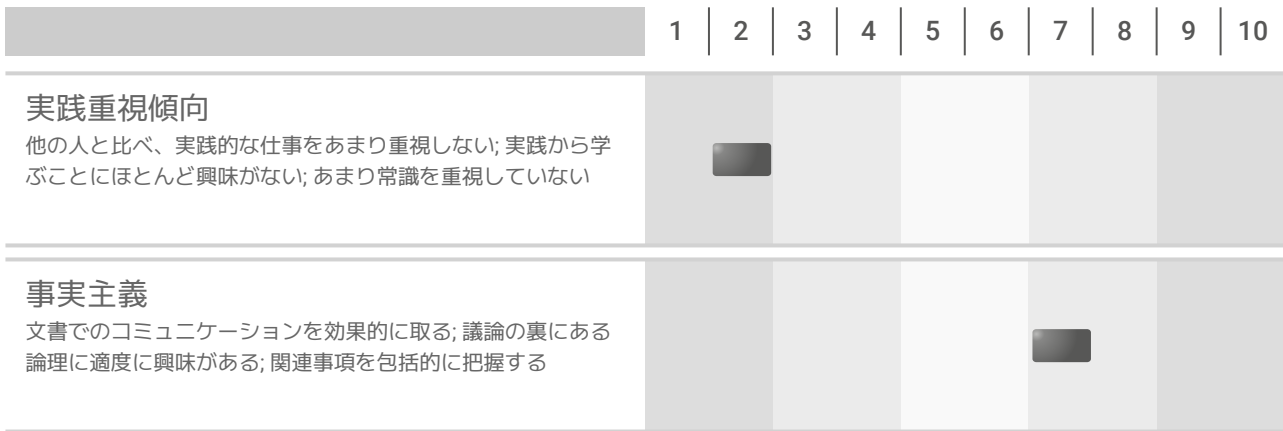 1 2 3 4 5 6 7 8 9 10
実践重視傾向
他の人と比べ、実践的な仕事をあまり重視しない; 実践から学
ぶことにほとんど興味がない; あまり常識を重視していない
事実主義
文書でのコミュニケーションを効果的に取る; 議論の裏にある
論理に適度に興味がある; 関連事項を包括的に把握する